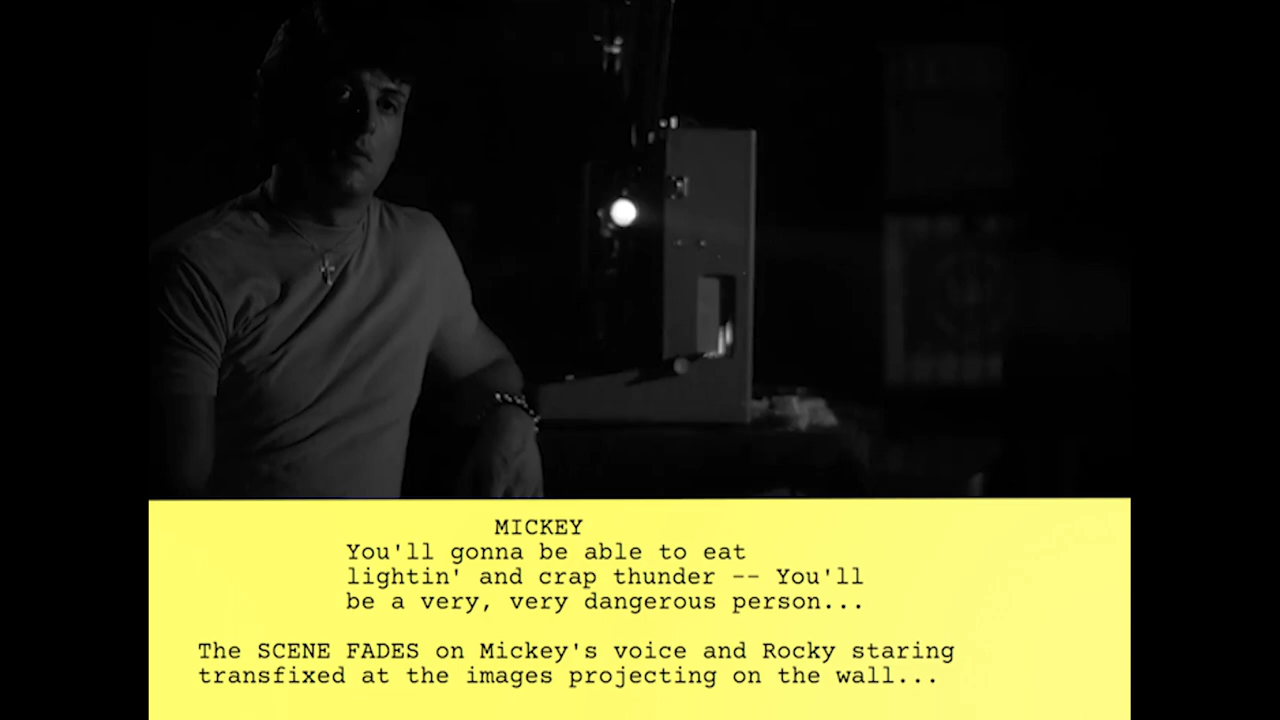 MICKEY
You'll gonna be able to eat
lightin' and crap thunder -- You'll
be a very, very dangerous person...
The SCENE FADES on Mickey's voice and Rocky staring
transfixed at the images projecting on the wall...